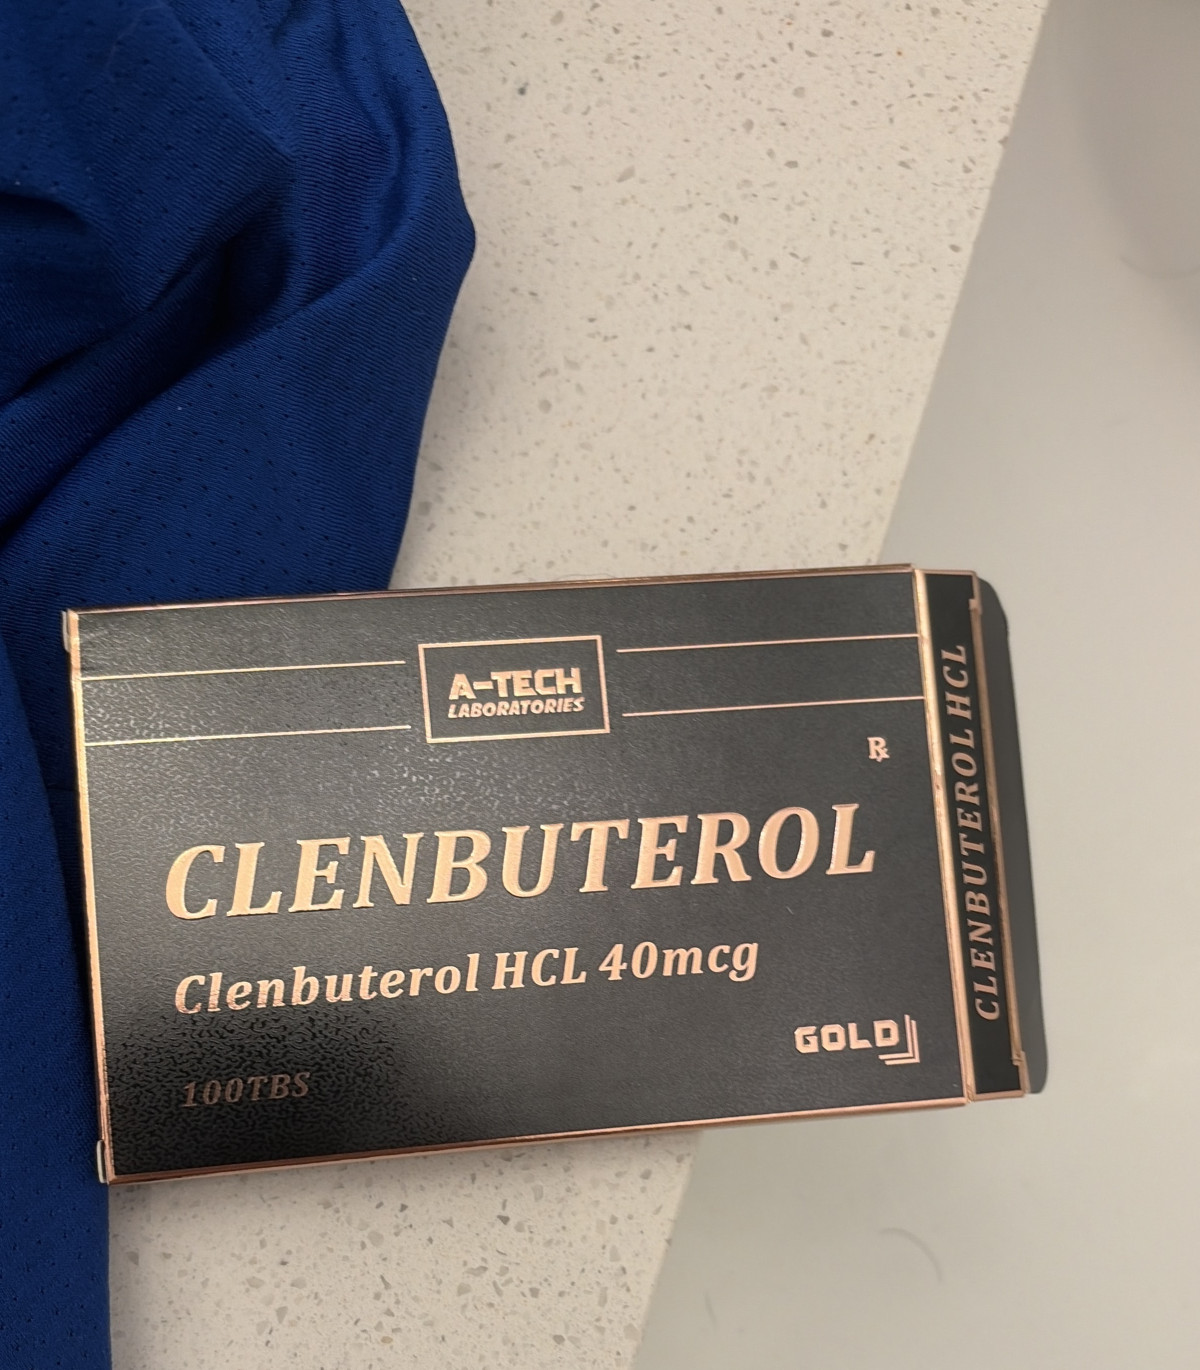 A-TECH
LABORATORIES
℞
CLENBUTEROL
Clenbuterol HCL 40mcg
GOLD
100TBS
CLENBUTEROL HCL